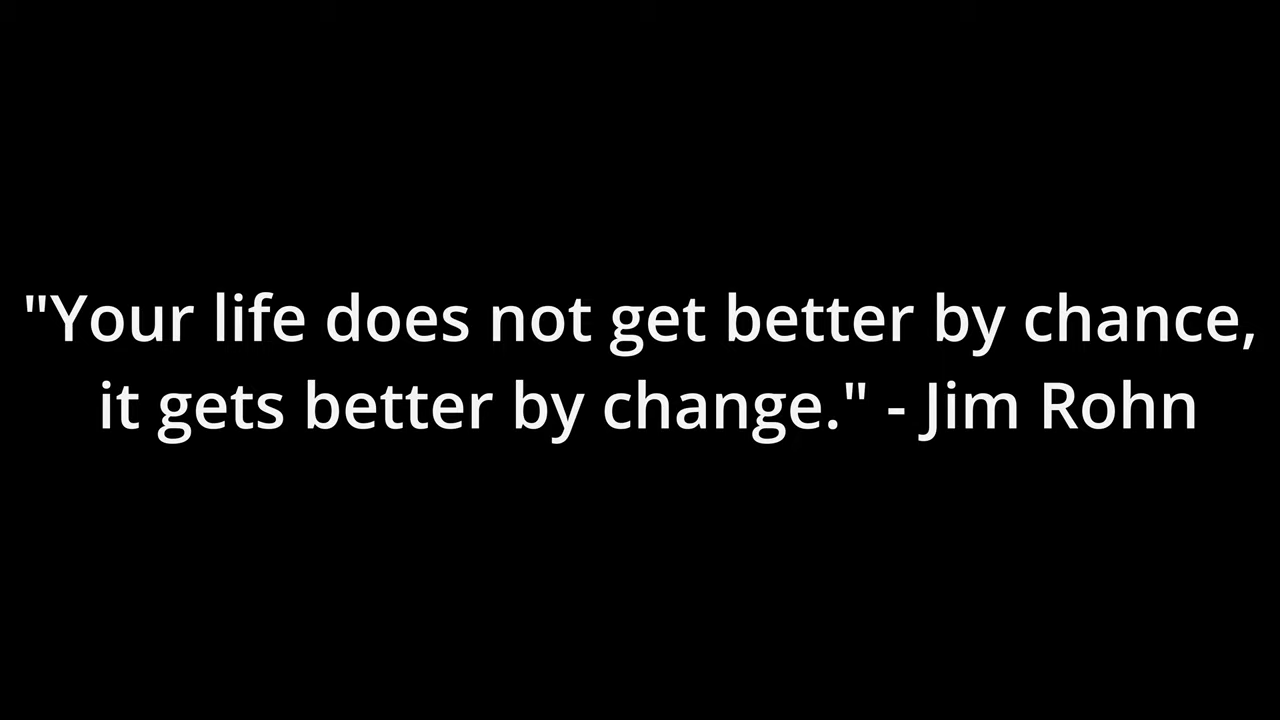 "Your life does not get better by chance,
it gets better by change." - Jim Rohn